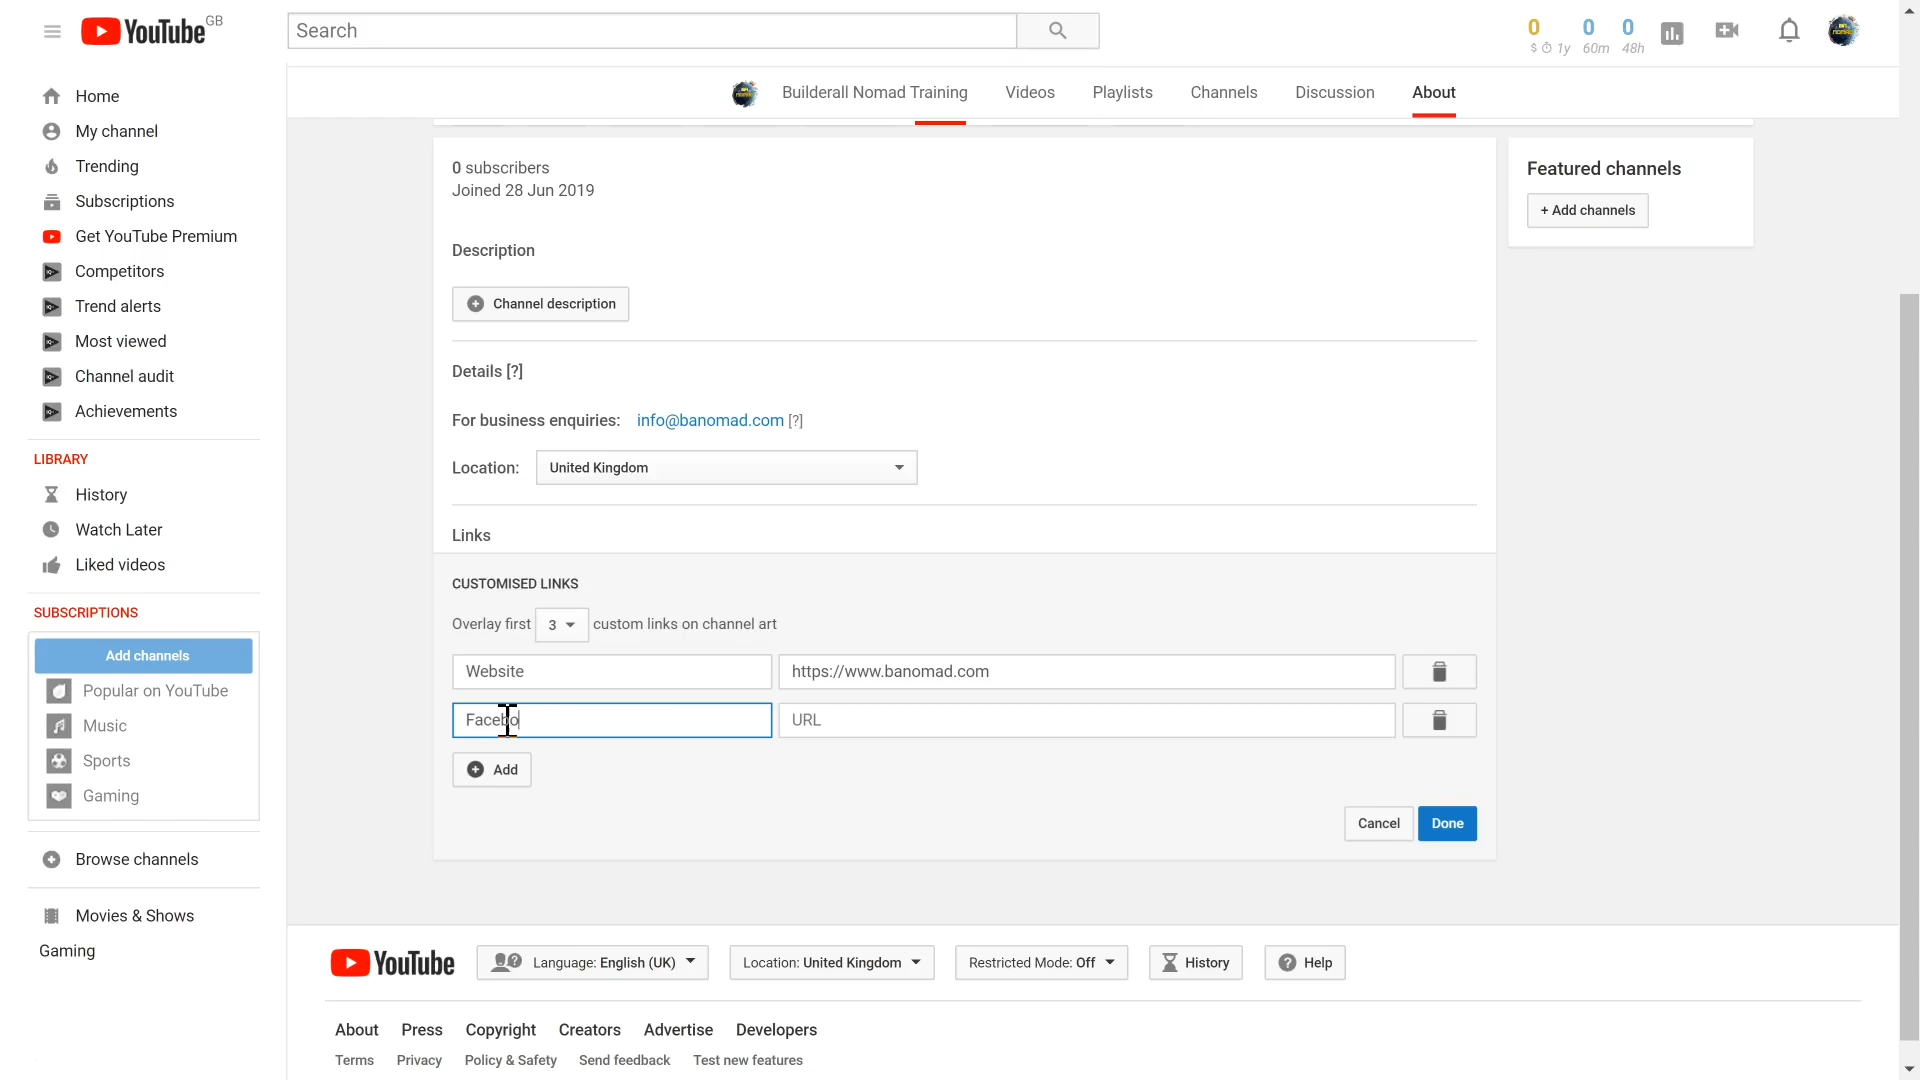 YouTube GB
Search
0 0 0
$ 1y 60m 48h
Builderall Nomad Training Videos Playlists Channels Discussion About
Home
My channel
Trending
Subscriptions
Get YouTube Premium
Competitors
Trend alerts
Most viewed
Channel audit
Achievements
LIBRARY
History
Watch Later
Liked videos
SUBSCRIPTIONS
Add channels
Popular on YouTube
Music
Sports
Gaming
Browse channels
Movies & Shows
Gaming
0 subscribers
Joined 28 Jun 2019
Description
Channel description
Details [?]
For business enquiries: info@banomad.com [?]
Location: United Kingdom
Links
CUSTOMISED LINKS
Overlay first 3 custom links on channel art
Website https://www.banomad.com
Facebo URL
Add
Cancel Done
Featured channels
+ Add channels
YouTube Language: English (UK) Location: United Kingdom Restricted Mode: Off History Help
About Press Copyright Creators Advertise Developers
Terms Privacy Policy & Safety Send feedback Test new features